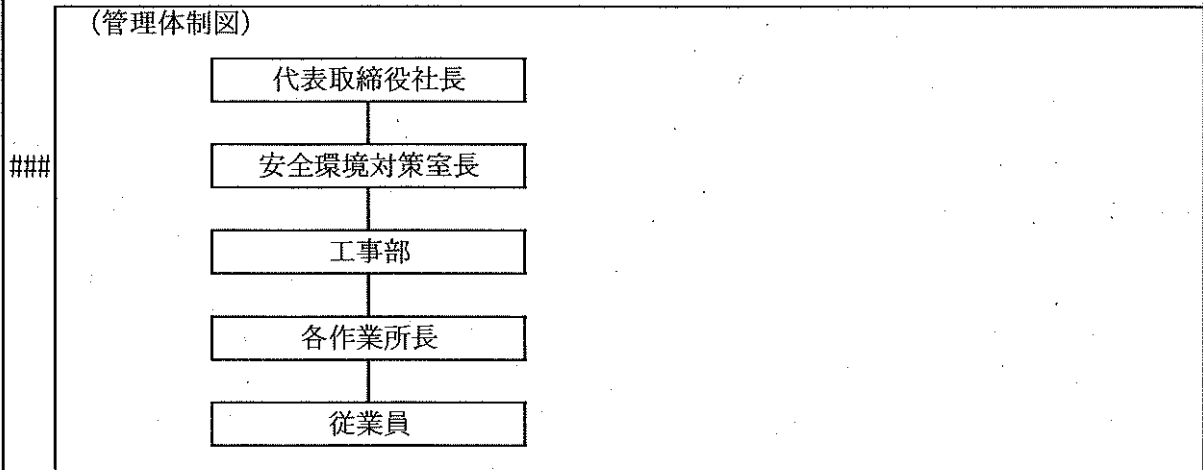 (管理体制図)
代表取締役社長
###
安全環境対策室長
工事部
各作業所長
従業員